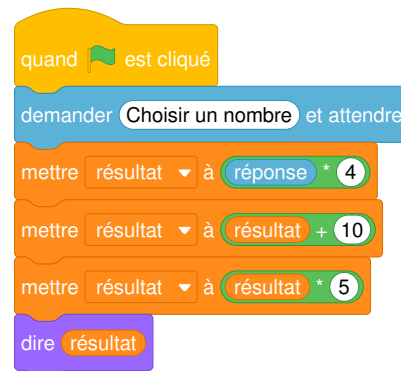 quand est cliqué
demander Choisir un nombre et attendre
mettre résultat à réponse * 4
mettre résultat à résultat + 10
mettre résultat à résultat * 5
dire résultat